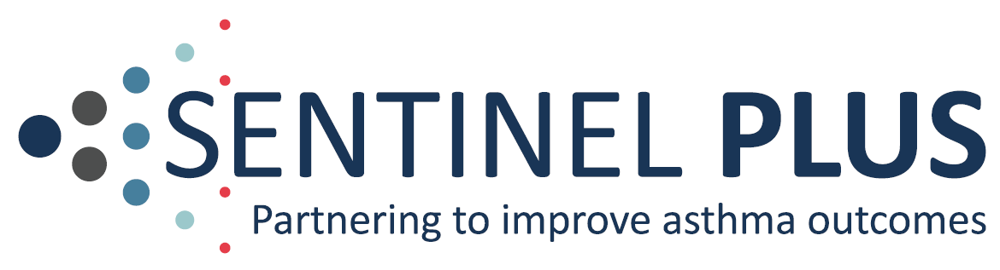 SENTINEL PLUS
Partnering to improve asthma outcomes